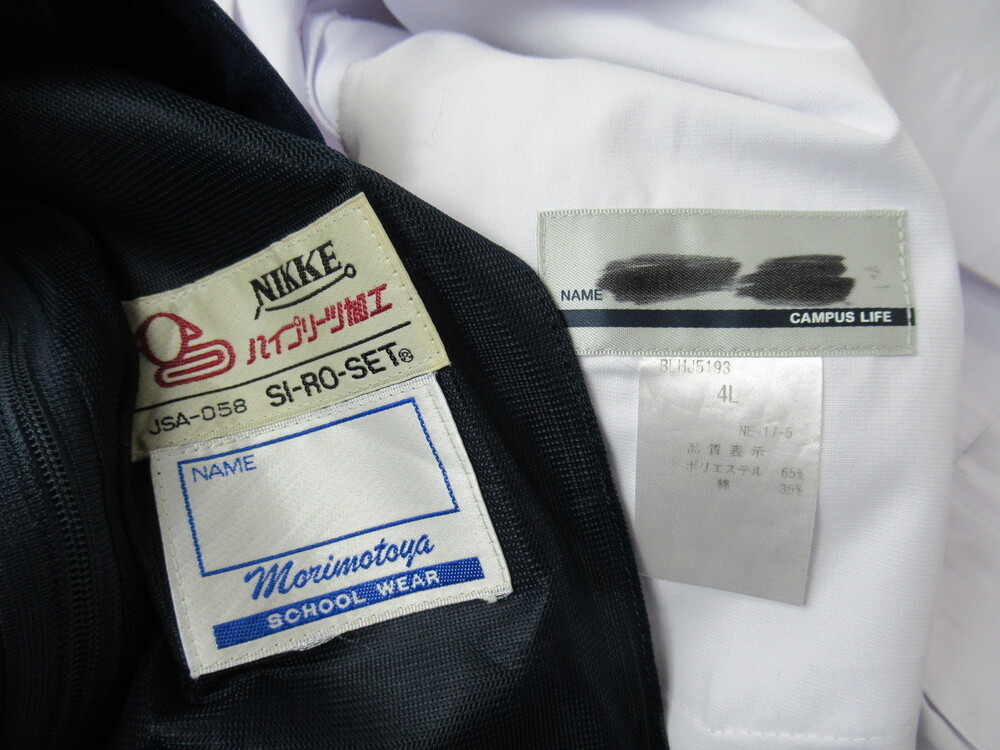 NIKKE
ハイプリーツ加工
JSA-058 SI-RO-SET®
NAME
Morimotoya
SCHOOL WEAR
NAME
CAMPUS LIFE
BLHJ5193
4L
NE-17-5
品質表示
ポリエステル 65%
綿 35%